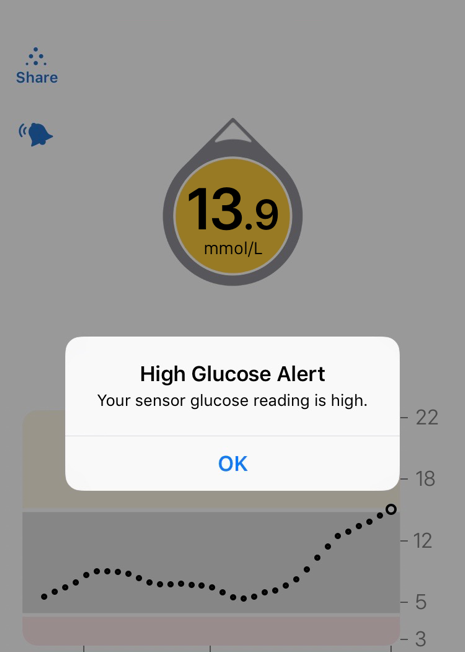 Share
13.9
mmol/L
High Glucose Alert
Your sensor glucose reading is high.
OK
22
18
12
5
3